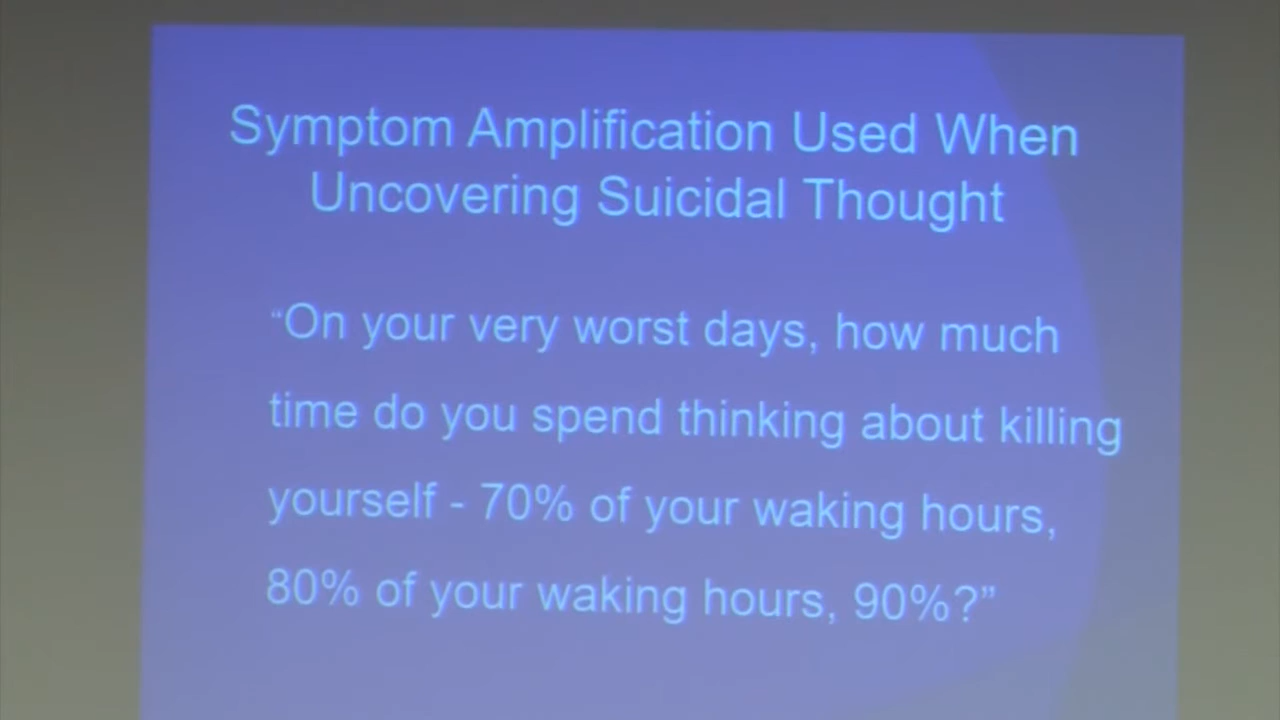 Symptom Amplification Used When
Uncovering Suicidal Thought
“On your very worst days, how much
time do you spend thinking about killing
yourself - 70% of your waking hours,
80% of your waking hours, 90%?”